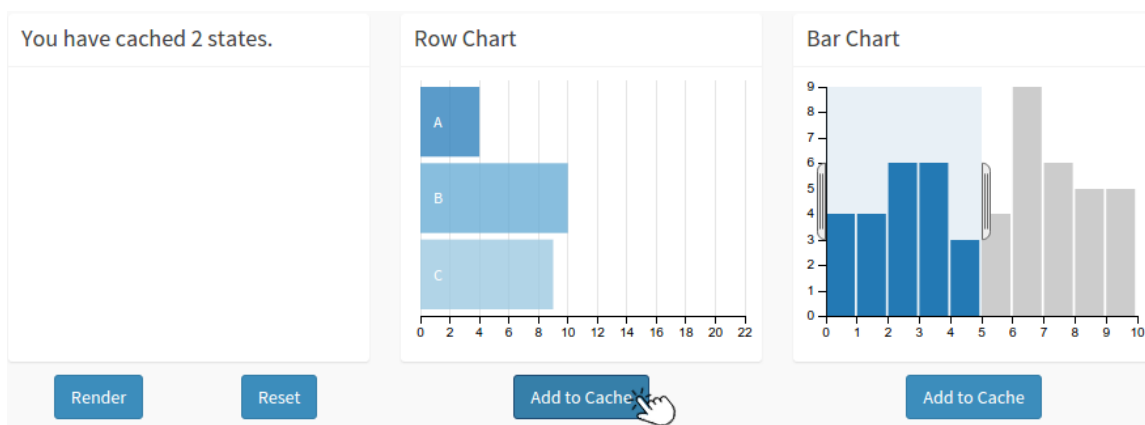 You have cached 2 states.
Render
Reset
Row Chart
A
B
C
0 2 4 6 8 10 12 14 16 18 20 22
Add to Cache
Bar Chart
9
8
7
6
5
4
3
2
1
0
0 1 2 3 4 5 6 7 8 9 10
Add to Cache